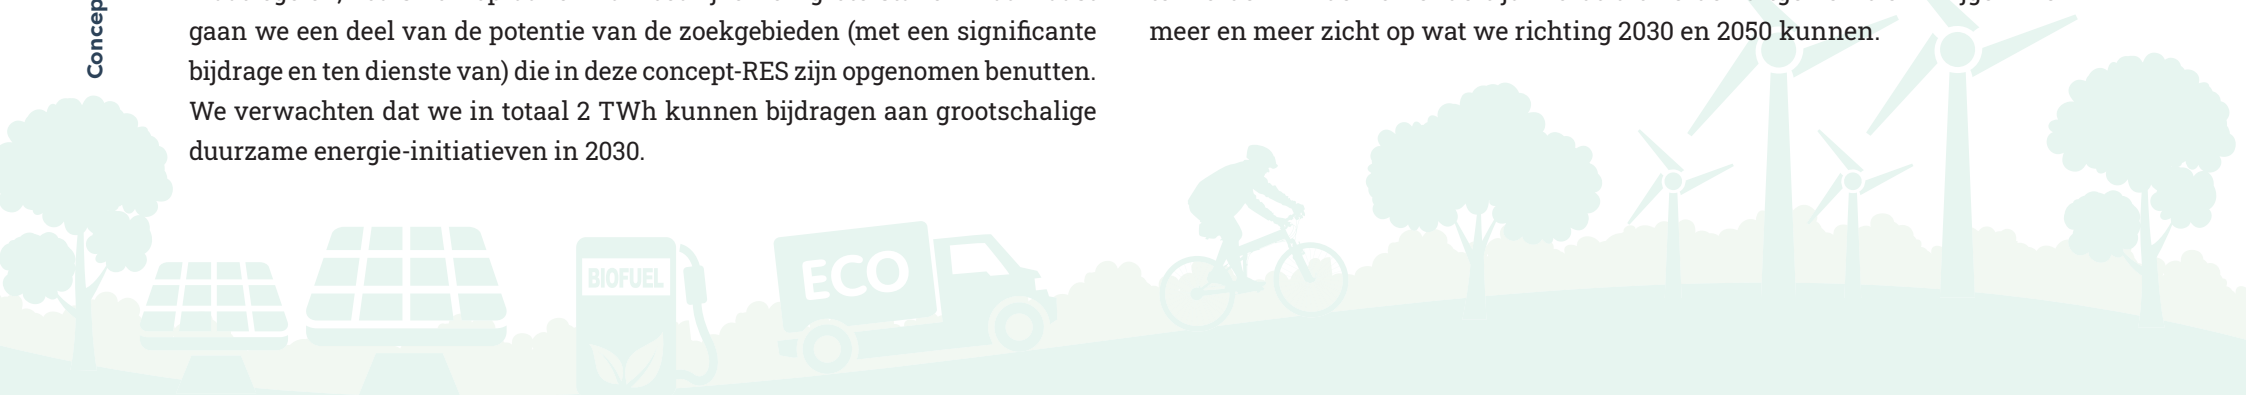 Concep
gaan we een deel van de potentie van de zoekgebieden (met een significante
bijdrage en ten dienste van) die in deze concept-RES zijn opgenomen benutten.
We verwachten dat we in totaal 2 TWh kunnen bijdragen aan grootschalige
duurzame energie-initiatieven in 2030.
meer en meer zicht op wat we richting 2030 en 2050 kunnen.
BIOFUEL
ECO